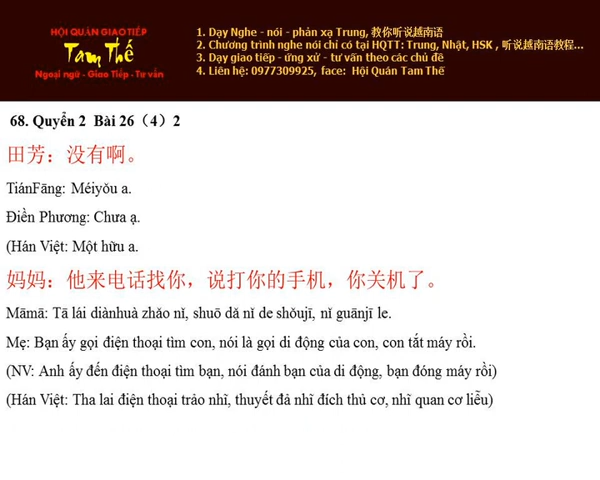 HỘI QUÁN GIAO TIẾP
Tam Thế
Ngoại ngữ - Giao Tiếp - Tư vấn
1. Dạy Nghe - nói - phản xạ Trung, 教你听说越南语
2. Chương trình nghe nói chỉ có tại HQTT: Trung, Nhật, HSK , 听说越南语教程...
3. Dạy giao tiếp - ứng xử - tư vấn theo các chủ đề
4. Liên hệ: 0977309925, face: Hội Quán Tam Thế
68. Quyển 2 Bài 26（4）2
田芳：没有啊。
TiánFāng: Méiyǒu a.
Điền Phương: Chưa ạ.
(Hán Việt: Một hữu a.
妈妈：他来电话找你，说打你的手机，你关机了。
Māmā: Tā lái diànhuà zhǎo nǐ, shuō dǎ nǐ de shǒujī, nǐ guānjī le.
Mẹ: Bạn ấy gọi điện thoại tìm con, nói là gọi di động của con, con tắt máy rồi.
(NV: Anh ấy đến điện thoại tìm bạn, nói đánh bạn của di động, bạn đóng máy rồi)
(Hán Việt: Tha lai điện thoại trảo nhĩ, thuyết đả nhĩ đích thủ cơ, nhĩ quan cơ liễu)